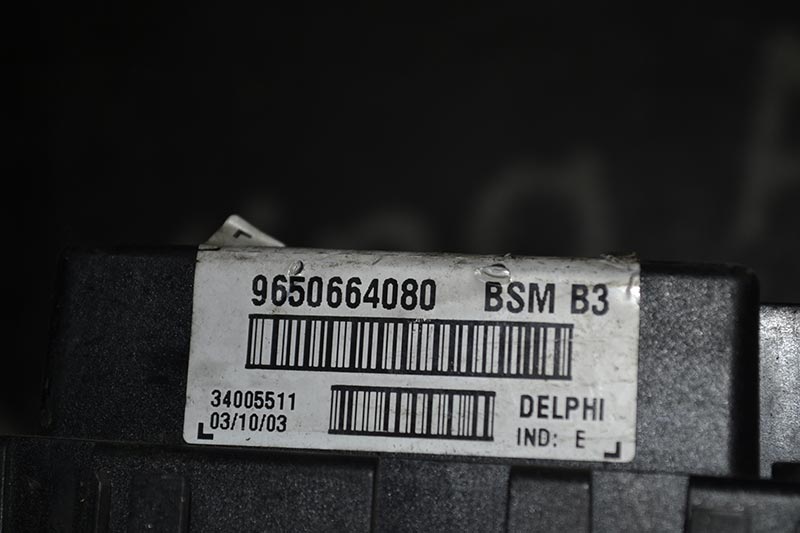 9650664080 BSM B3
34005511 DELPHI
03/10/03 IND: E